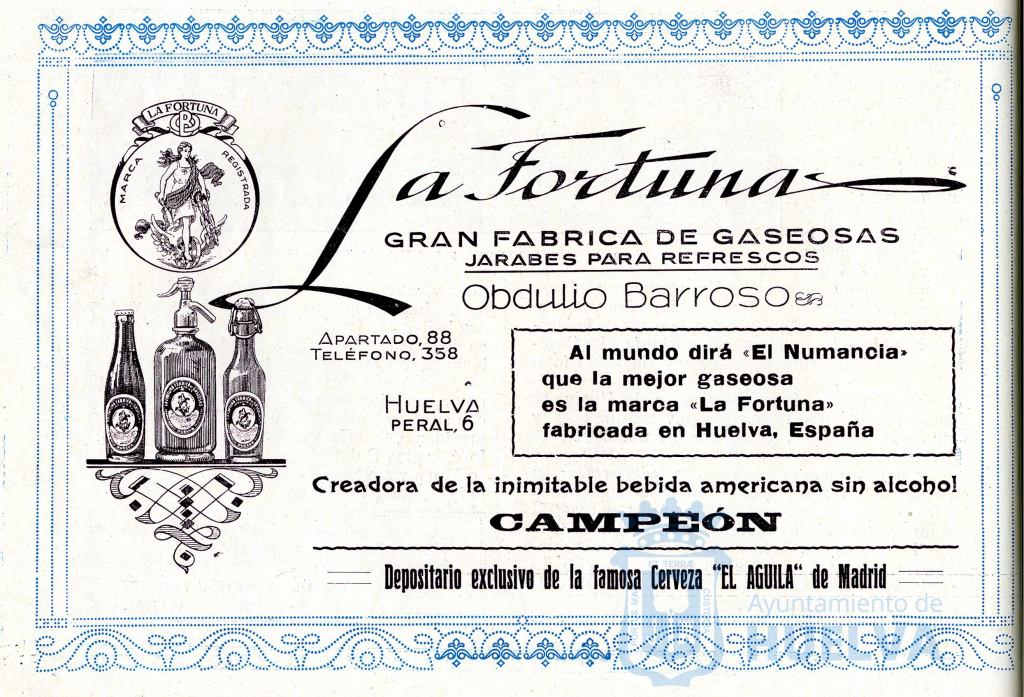 LA FORTUNA
MARCA REGISTRADA
La Fortuna
GRAN FABRICA DE GASEOSAS
JARABES PARA REFRESCOS
Obdulio Barroso
APARTADO, 88
TELÉFONO, 358
HUELVA
PERAL, 6
Al mundo dirá «El Numancia»
que la mejor gaseosa
es la marca «La Fortuna»
fabricada en Huelva, España
Creadora de la inimitable bebida americana sin alcohol
CAMPEÓN
Depositario exclusivo de la famosa Cerveza "EL AGUILA" de Madrid
Ayuntamiento de
HUELVA